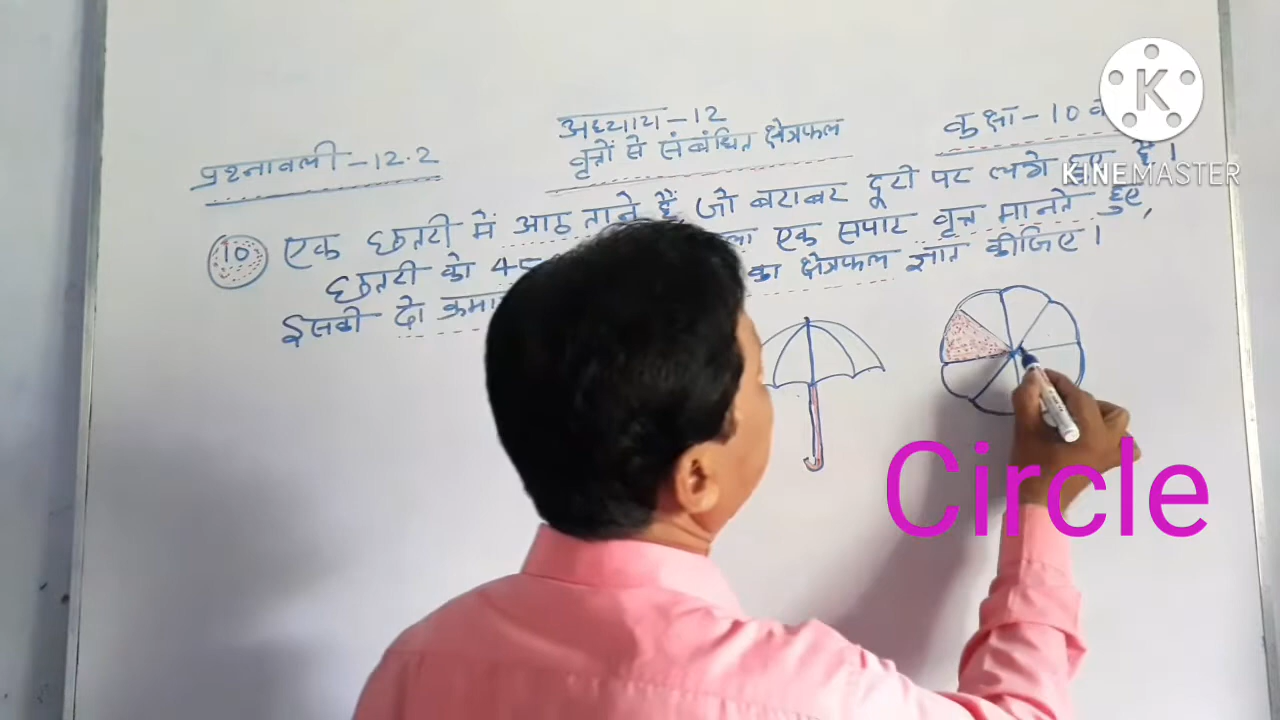 अध्याय-12
वृत्तों से संबंधित क्षेत्रफल
प्रश्नावली-12.2
कक्षा-10
10 एक छतरी में आठ ताने हैं जो बराबर दूरी पर लगे हुए हैं।
छतरी को 45 एक सपाट वृत्त मानते हुए,
इसकी दो का क्षेत्रफल ज्ञात कीजिए।
Circle
K
KINEMASTER